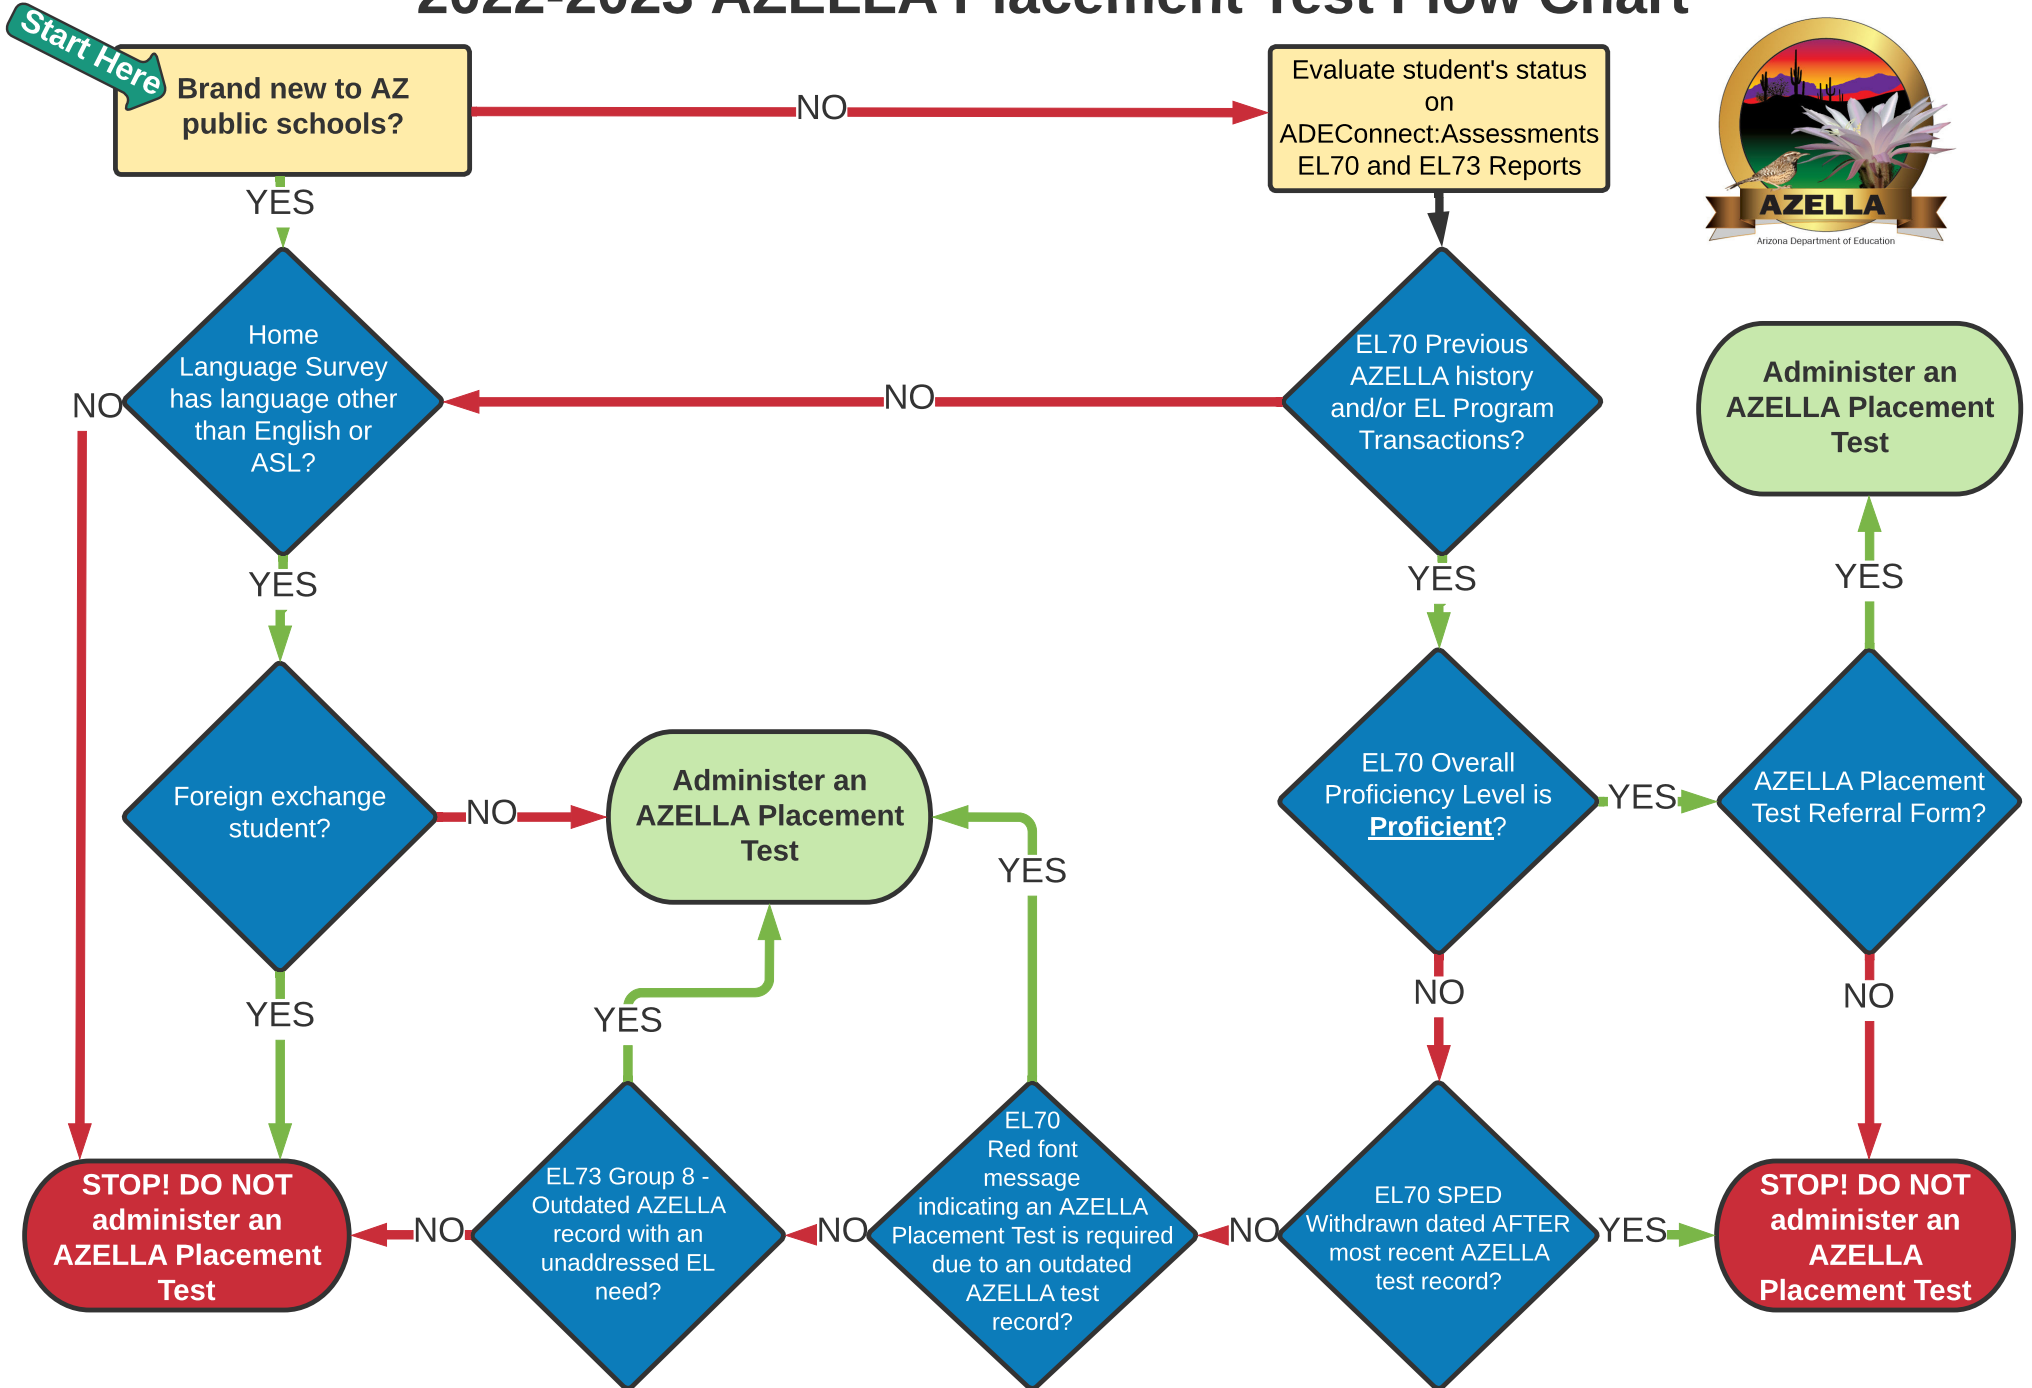 2022-2023 AZELLA Placement Test Flow Chart
Start Here
Brand new to AZ
public schools?
NO
Evaluate student's status
on
ADEConnect:Assessments
EL70 and EL73 Reports
AZELLA
Arizona Department of Education
YES
Home
Language Survey
has language other
than English or
ASL?
NO
NO
EL70 Previous
AZELLA history
and/or EL Program
Transactions?
Administer an
AZELLA Placement
Test
YES
YES
YES
Foreign exchange
student?
NO
Administer an
AZELLA Placement
Test
YES
EL70 Overall
Proficiency Level is
Proficient?
YES
AZELLA Placement
Test Referral Form?
YES
YES
NO
NO
STOP! DO NOT
administer an
AZELLA Placement
Test
NO
EL73 Group 8 -
Outdated AZELLA
record with an
unaddressed EL
need?
NO
EL70
Red font
message
indicating an AZELLA
Placement Test is required
due to an outdated
AZELLA test
record?
NO
EL70 SPED
Withdrawn dated AFTER
most recent AZELLA
test record?
YES
STOP! DO NOT
administer an
AZELLA
Placement Test